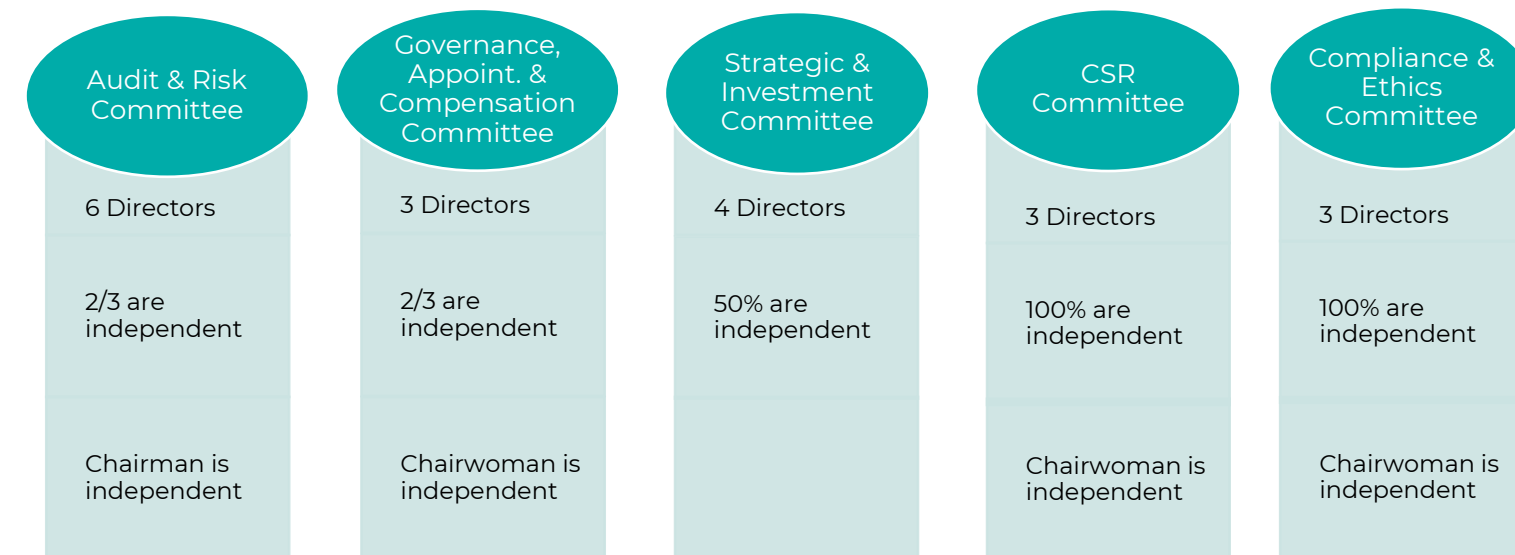 Audit & Risk
Committee
6 Directors
2/3 are
independent
Chairman is
independent
Governance,
Appoint. &
Compensation
Committee
3 Directors
2/3 are
independent
Chairwoman is
independent
Strategic &
Investment
Committee
4 Directors
50% are
independent
CSR
Committee
3 Directors
100% are
independent
Chairwoman is
independent
Compliance &
Ethics
Committee
3 Directors
100% are
independent
Chairwoman is
independent